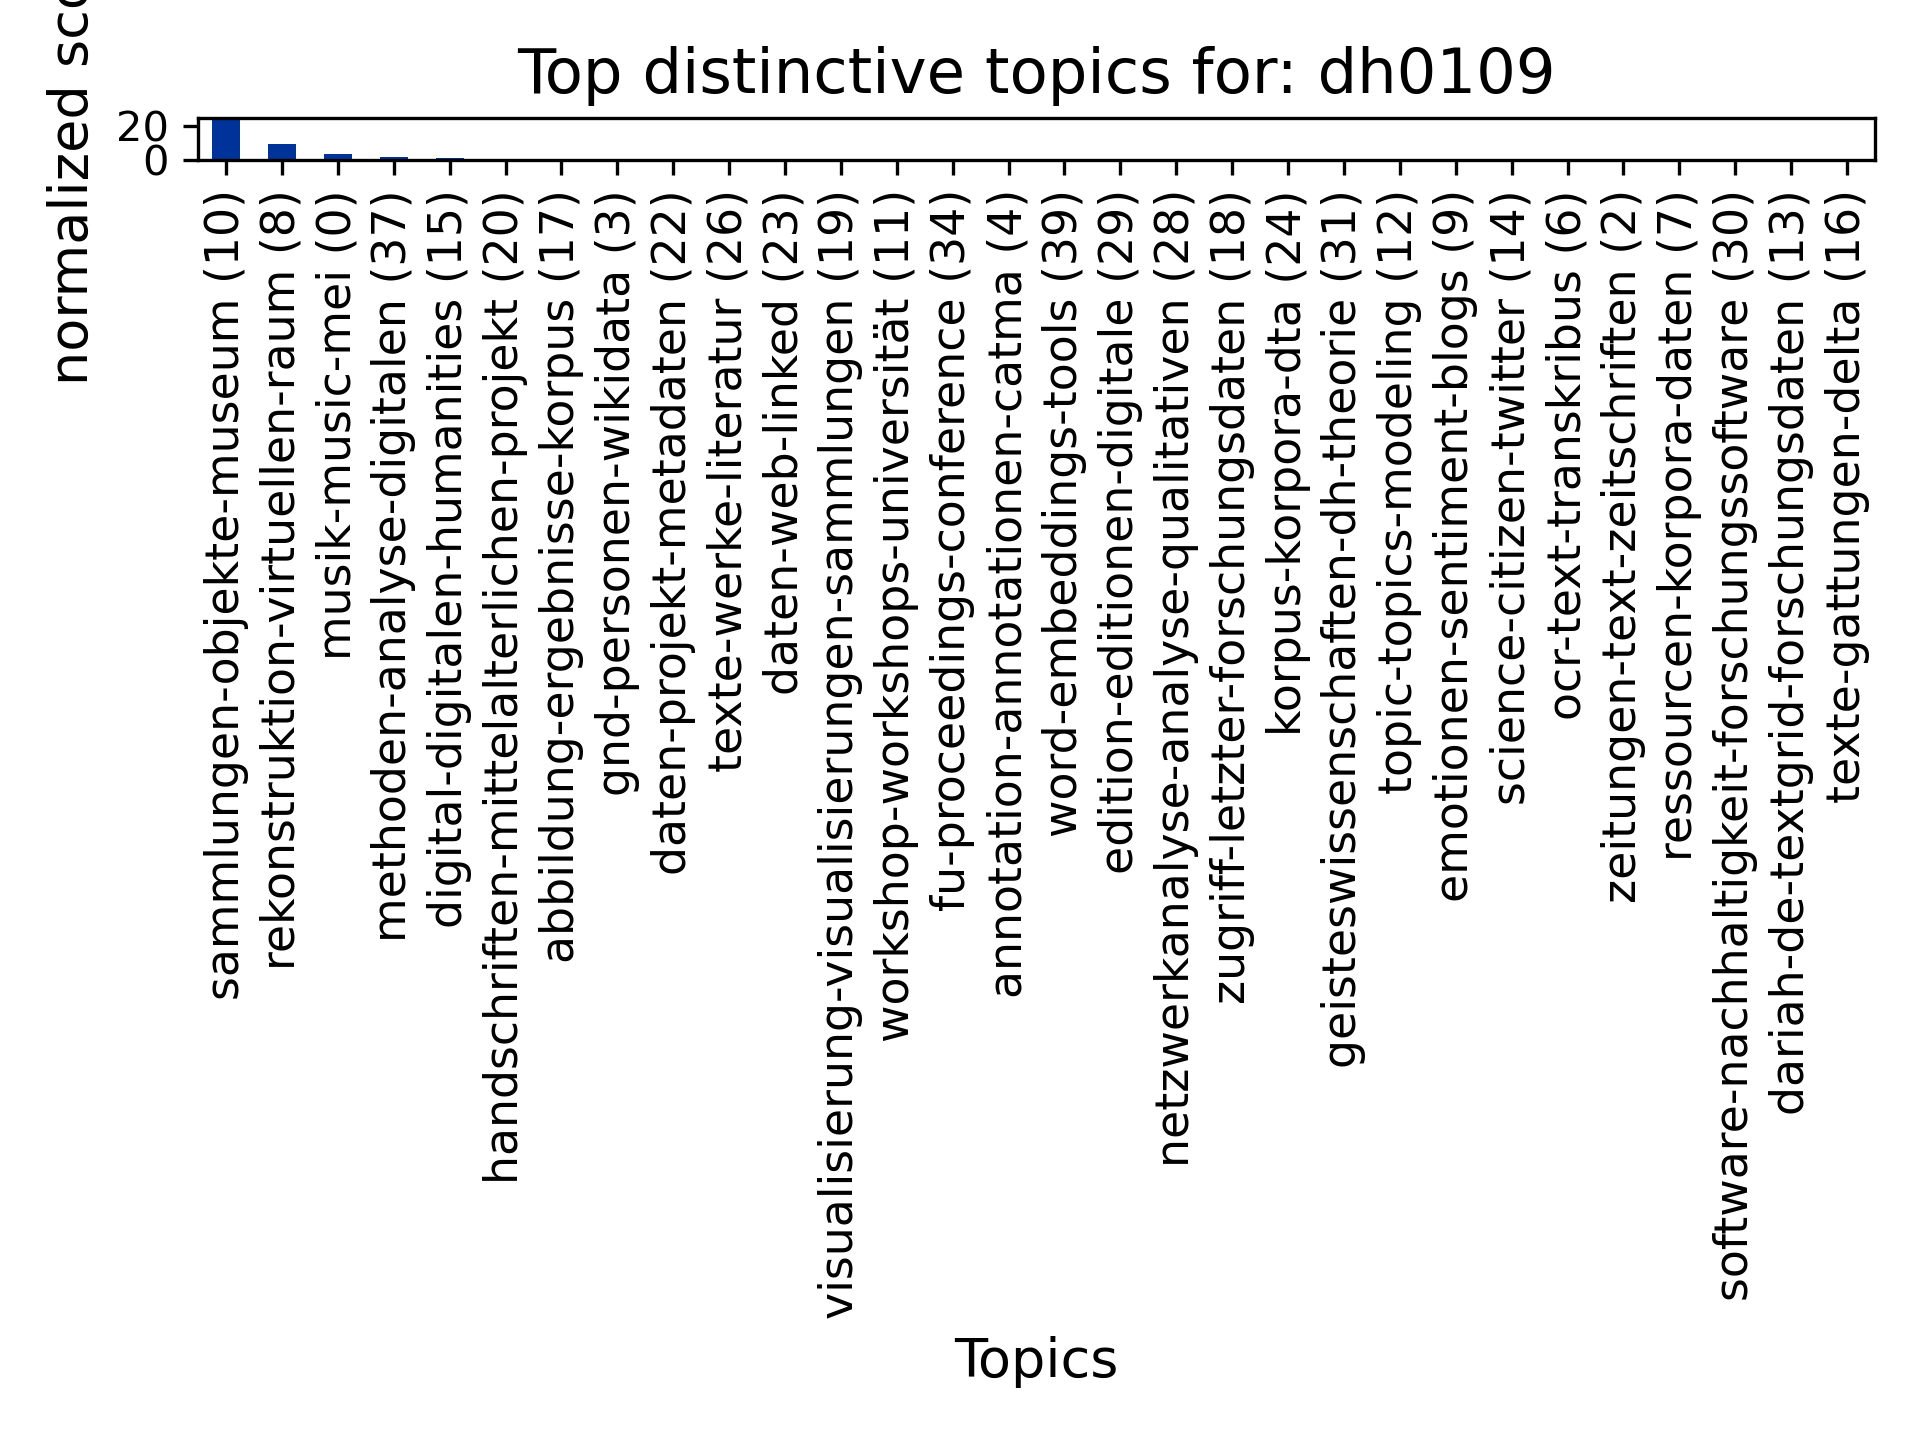 Top distinctive topics for: dh0109
normalized
20
0
sammlungen-objekte-museum (10)
rekonstruktion-virtuellen-raum (8)
musik-music-mei (0)
methoden-analyse-digitalen (37)
digital-digitalen-humanities (15)
handschriften-mittelalterlichen-projekt (20)
abbildung-ergebnisse-korpus (17)
gnd-personen-wikidata (3)
daten-projekt-metadaten (22)
texte-werke-literatur (26)
daten-web-linked (23)
visualisierung-visualisierungen-sammlungen (19)
workshop-workshops-universität (11)
fu-proceedings-conference (34)
annotation-annotationen-catma (4)
word-embeddings-tools (39)
edition-editionen-digitale (29)
netzwerkanalyse-analyse-qualitativen (28)
zugriff-letzter-forschungsdaten (18)
korpus-korpora-dta (24)
geisteswissenschaften-dh-theorie (31)
topic-topics-modeling (12)
emotionen-sentiment-blogs (9)
science-citizen-twitter (14)
ocr-text-transkribus (6)
zeitungen-text-zeitschriften (2)
ressourcen-korpora-daten (7)
software-nachhaltigkeit-forschungssoftware (30)
dariah-de-textgrid-forschungsdaten (13)
texte-gattungen-delta (16)
Topics